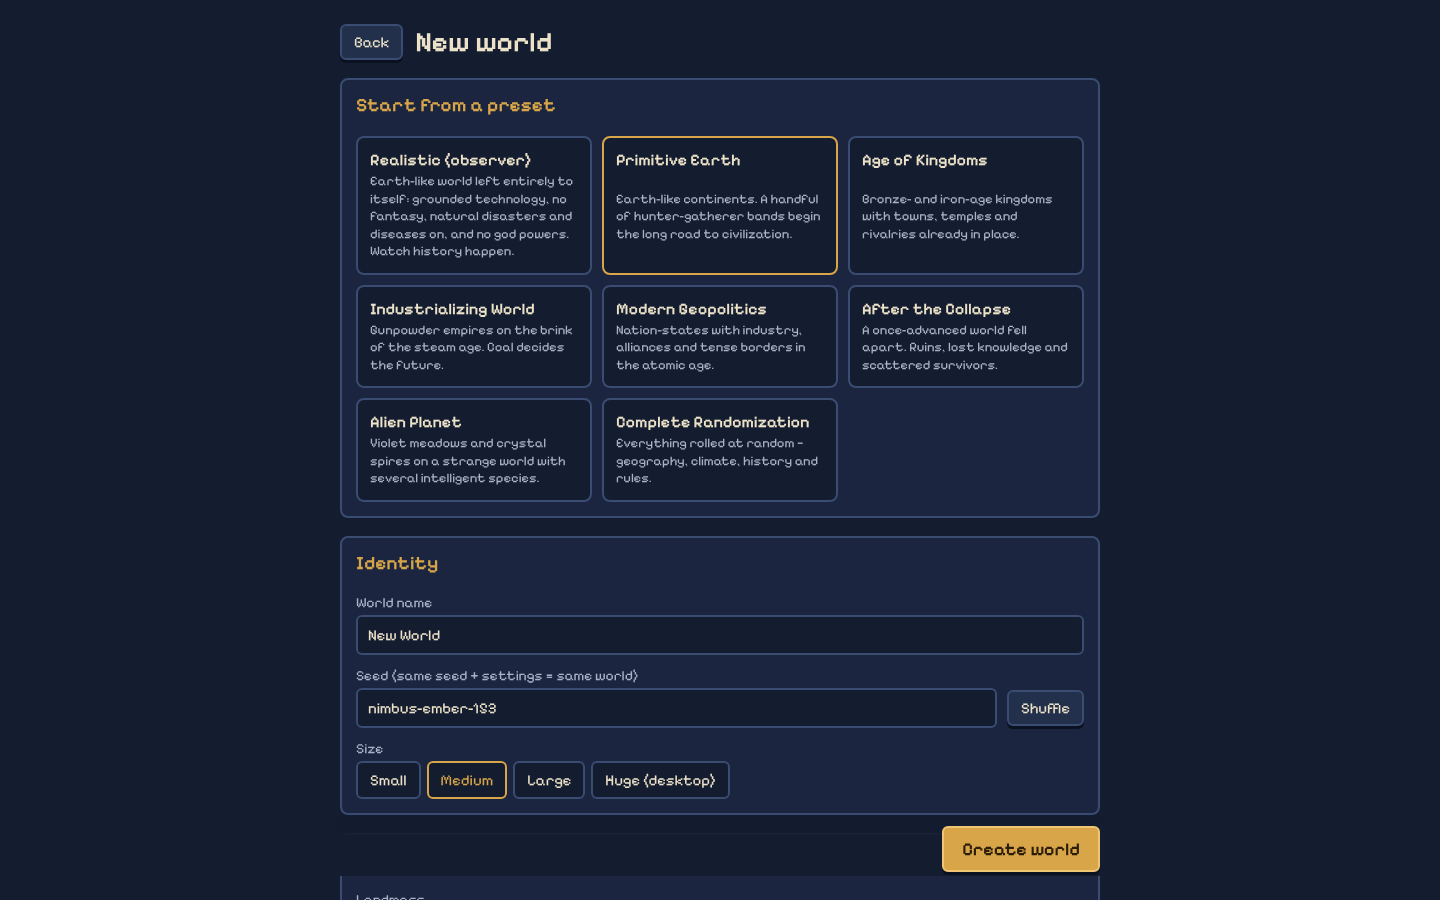 Back
New world
Start from a preset
Realistic (observer)
Earth-like world left entirely to
itself: grounded technology, no
fantasy, natural disasters and
diseases on, and no god powers.
Watch history happen.
Primitive Earth
Earth-like continents. A handful
of hunter-gatherer bands begin
the long road to civilization.
Age of Kingdoms
Bronze- and iron-age kingdoms
with towns, temples and
rivalries already in place.
Industrializing World
Gunpowder empires on the brink
of the steam age. Coal decides
the future.
Modern Geopolitics
Nation-states with industry,
alliances and tense borders in
the atomic age.
After the Collapse
A once-advanced world fell
apart. Ruins, lost knowledge and
scattered survivors.
Alien Planet
Violet meadows and crystal
spires on a strange world with
several intelligent species.
Complete Randomization
Everything rolled at random –
geography, climate, history and
rules.
Identity
World name
New World
Seed (same seed + settings = same world)
nimbus-ember-193
Shuffle
Size
Small
Medium
Large
Huge (desktop)
Create world